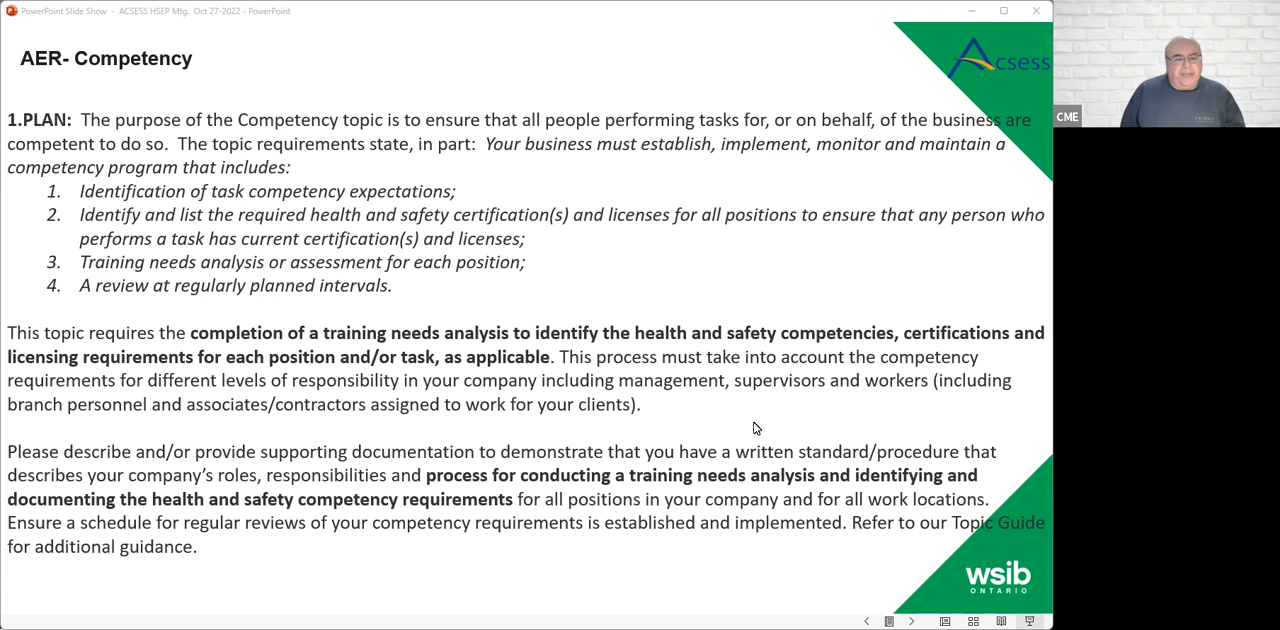 PowerPoint Slide Show - ACSESS HSEP Mtg. Oct 27-2022 - PowerPoint
AER- Competency
Acsess
CME
1.PLAN: The purpose of the Competency topic is to ensure that all people performing tasks for, or on behalf, of the business are
competent to do so. The topic requirements state, in part: Your business must establish, implement, monitor and maintain a
competency program that includes:
1. Identification of task competency expectations;
2. Identify and list the required health and safety certification(s) and licenses for all positions to ensure that any person who
performs a task has current certification(s) and licenses;
3. Training needs analysis or assessment for each position;
4. A review at regularly planned intervals.
This topic requires the completion of a training needs analysis to identify the health and safety competencies, certifications and
licensing requirements for each position and/or task, as applicable. This process must take into account the competency
requirements for different levels of responsibility in your company including management, supervisors and workers (including
branch personnel and associates/contractors assigned to work for your clients).
Please describe and/or provide supporting documentation to demonstrate that you have a written standard/procedure that
describes your company's roles, responsibilities and process for conducting a training needs analysis and identifying and
documenting the health and safety competency requirements for all positions in your company and for all work locations.
Ensure a schedule for regular reviews of your competency requirements is established and implemented. Refer to our Topic Guide
for additional guidance.
wsib
ONTARIO